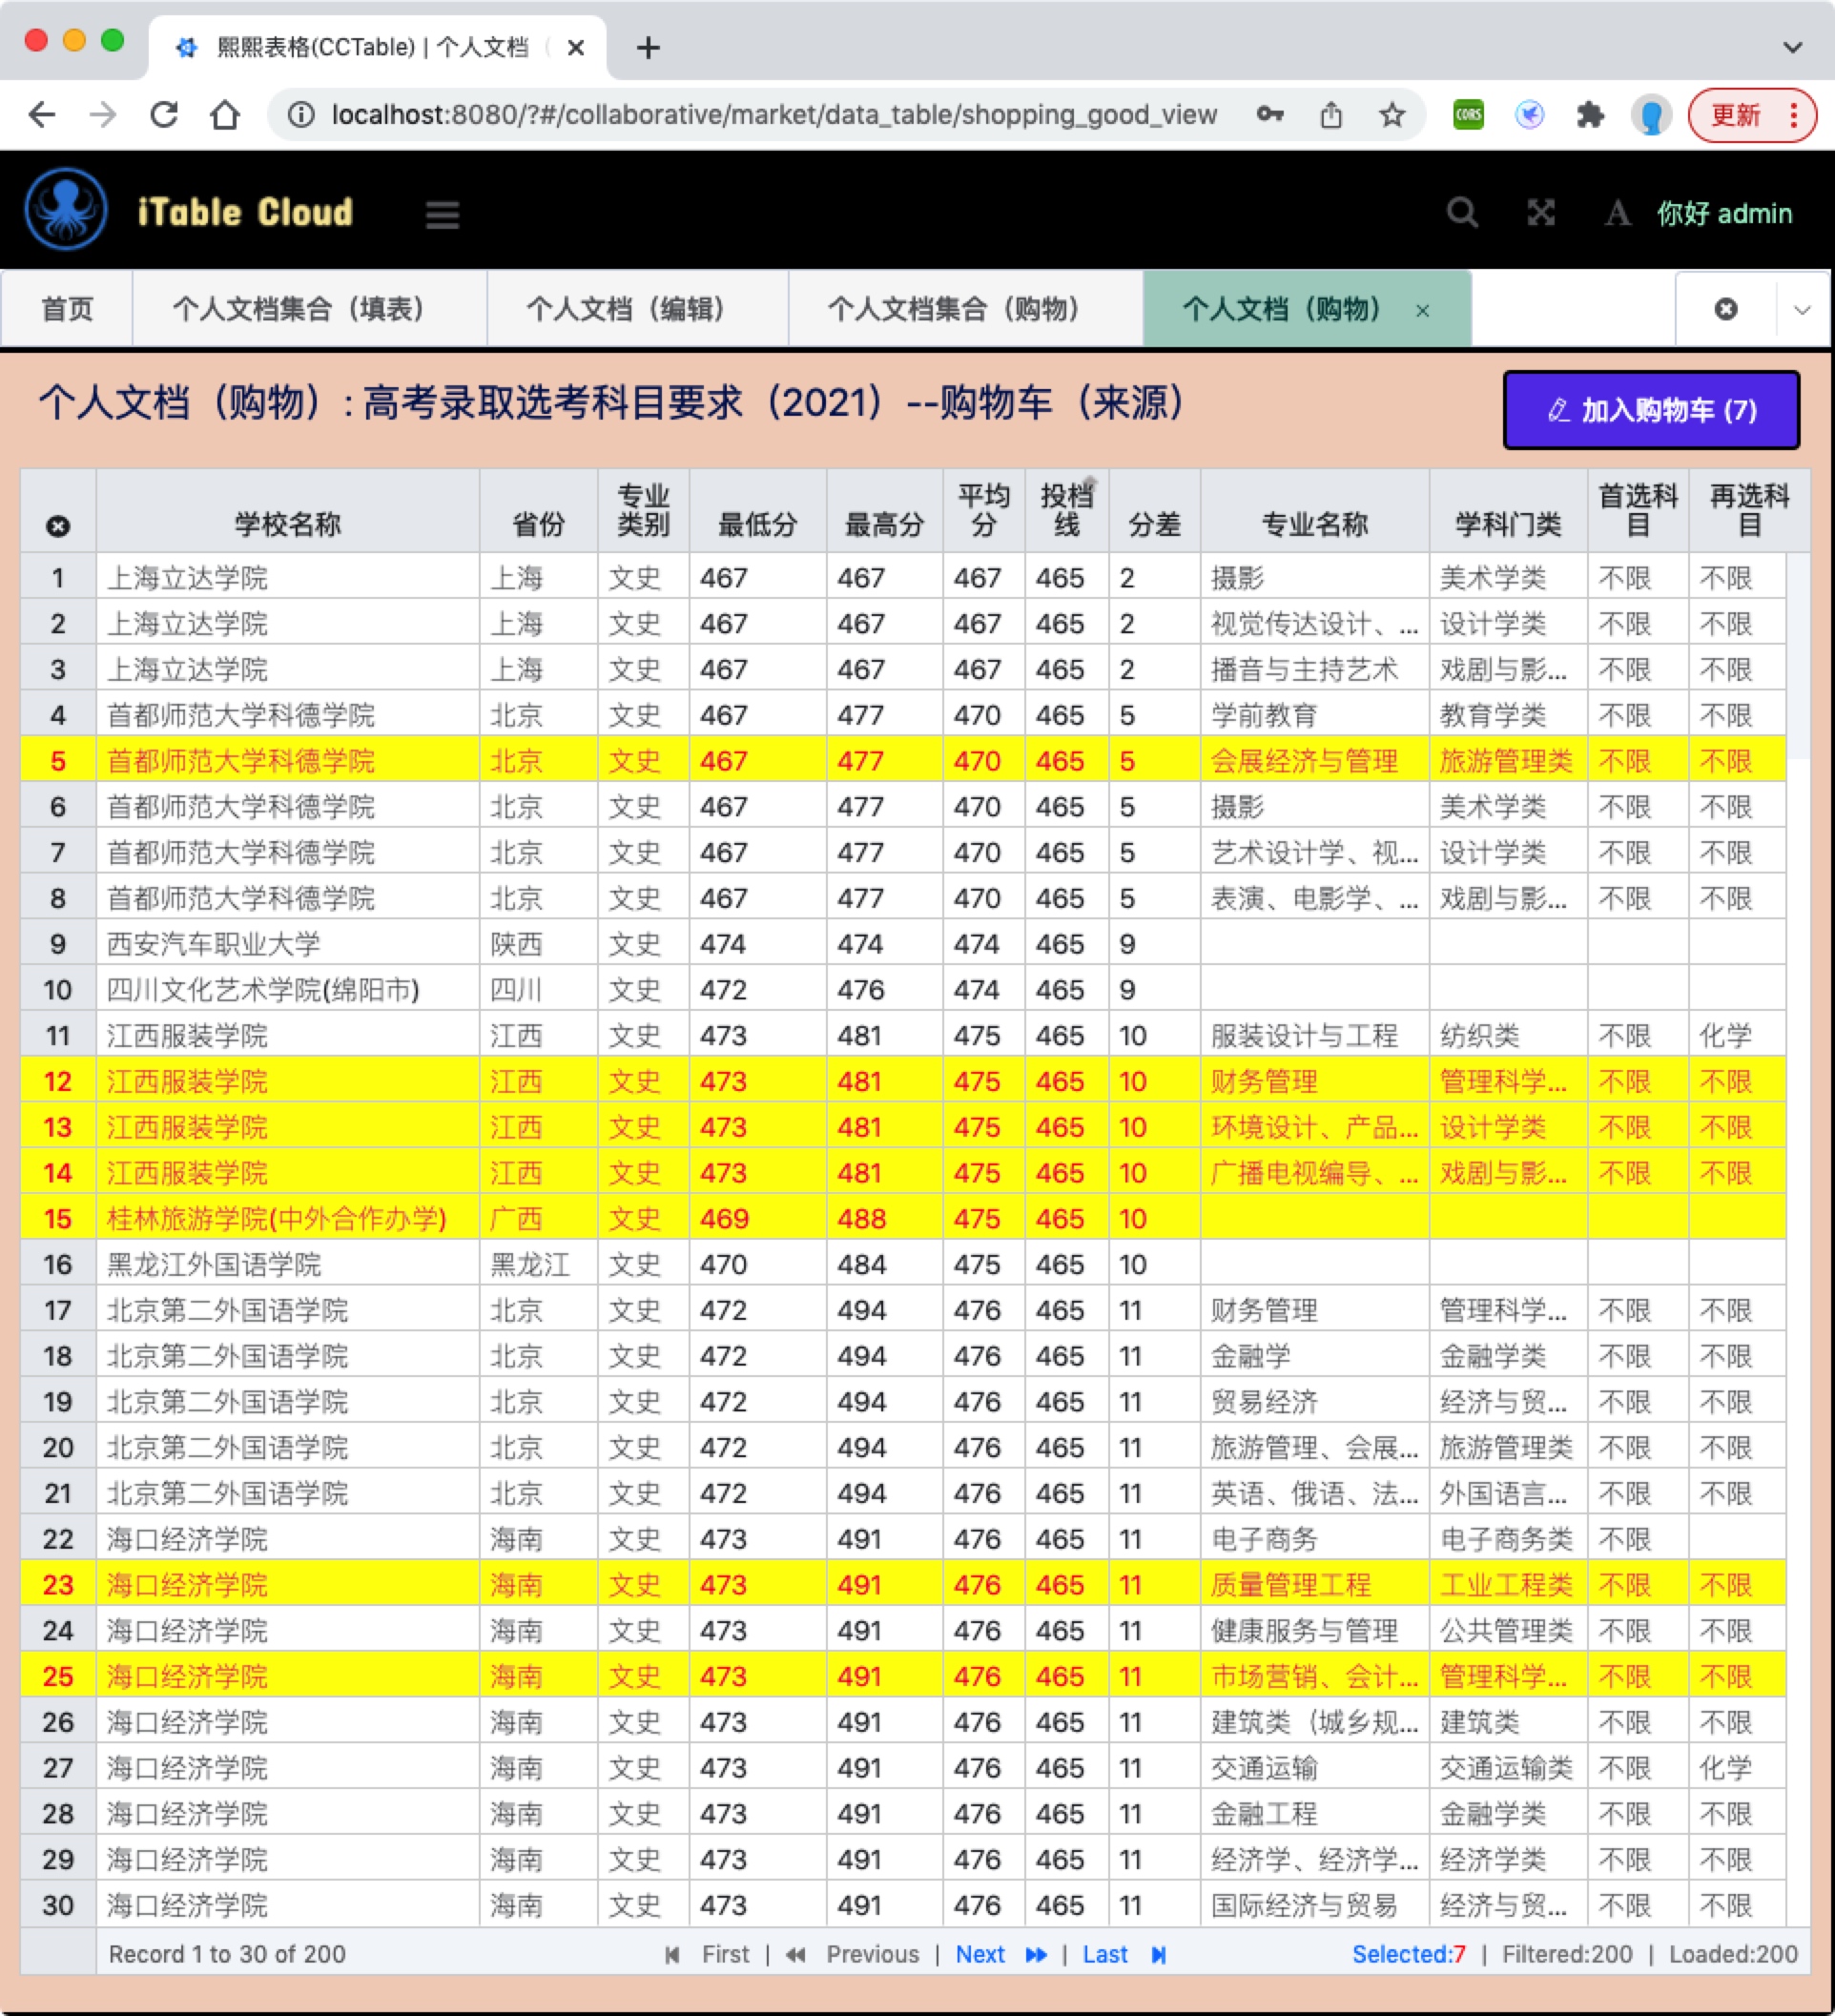 熙熙表格(CCTable) | 个人文档
localhost:8080/?#/collaborative/market/data_table/shopping_good_view
CORS
更新
iTable Cloud
A
你好 admin
首页 个人文档集合（填表） 个人文档（编辑） 个人文档集合（购物） 个人文档（购物） ×
个人文档（购物）: 高考录取选考科目要求（2021）--购物车（来源）
加入购物车 (7)
学校名称 省份 专业类别 最低分 最高分 平均分 投档线 分差 专业名称 学科门类 首选科目 再选科目
1 上海立达学院 上海 文史 467 467 467 465 2 摄影 美术学类 不限 不限
2 上海立达学院 上海 文史 467 467 467 465 2 视觉传达设计、... 设计学类 不限 不限
3 上海立达学院 上海 文史 467 467 467 465 2 播音与主持艺术 戏剧与影... 不限 不限
4 首都师范大学科德学院 北京 文史 467 477 470 465 5 学前教育 教育学类 不限 不限
5 首都师范大学科德学院 北京 文史 467 477 470 465 5 会展经济与管理 旅游管理类 不限 不限
6 首都师范大学科德学院 北京 文史 467 477 470 465 5 摄影 美术学类 不限 不限
7 首都师范大学科德学院 北京 文史 467 477 470 465 5 艺术设计学、视... 设计学类 不限 不限
8 首都师范大学科德学院 北京 文史 467 477 470 465 5 表演、电影学、... 戏剧与影... 不限 不限
9 西安汽车职业大学 陕西 文史 474 474 474 465 9
10 四川文化艺术学院(绵阳市) 四川 文史 472 476 474 465 9
11 江西服装学院 江西 文史 473 481 475 465 10 服装设计与工程 纺织类 不限 化学
12 江西服装学院 江西 文史 473 481 475 465 10 财务管理 管理科学... 不限 不限
13 江西服装学院 江西 文史 473 481 475 465 10 环境设计、产品... 设计学类 不限 不限
14 江西服装学院 江西 文史 473 481 475 465 10 广播电视编导、... 戏剧与影... 不限 不限
15 桂林旅游学院(中外合作办学) 广西 文史 469 488 475 465 10
16 黑龙江外国语学院 黑龙江 文史 470 484 475 465 10
17 北京第二外国语学院 北京 文史 472 494 476 465 11 财务管理 管理科学... 不限 不限
18 北京第二外国语学院 北京 文史 472 494 476 465 11 金融学 金融学类 不限 不限
19 北京第二外国语学院 北京 文史 472 494 476 465 11 贸易经济 经济与贸... 不限 不限
20 北京第二外国语学院 北京 文史 472 494 476 465 11 旅游管理、会展... 旅游管理类 不限 不限
21 北京第二外国语学院 北京 文史 472 494 476 465 11 英语、俄语、法... 外国语言... 不限 不限
22 海口经济学院 海南 文史 473 491 476 465 11 电子商务 电子商务类 不限
23 海口经济学院 海南 文史 473 491 476 465 11 质量管理工程 工业工程类 不限 不限
24 海口经济学院 海南 文史 473 491 476 465 11 健康服务与管理 公共管理类 不限 不限
25 海口经济学院 海南 文史 473 491 476 465 11 市场营销、会计... 管理科学... 不限 不限
26 海口经济学院 海南 文史 473 491 476 465 11 建筑类（城乡规... 建筑类 不限 不限
27 海口经济学院 海南 文史 473 491 476 465 11 交通运输 交通运输类 不限 化学
28 海口经济学院 海南 文史 473 491 476 465 11 金融工程 金融学类 不限 不限
29 海口经济学院 海南 文史 473 491 476 465 11 经济学、经济学... 经济学类 不限 不限
30 海口经济学院 海南 文史 473 491 476 465 11 国际经济与贸易 经济与贸... 不限 不限
Record 1 to 30 of 200 First | Previous | Next | Last Selected:7 | Filtered:200 | Loaded:200